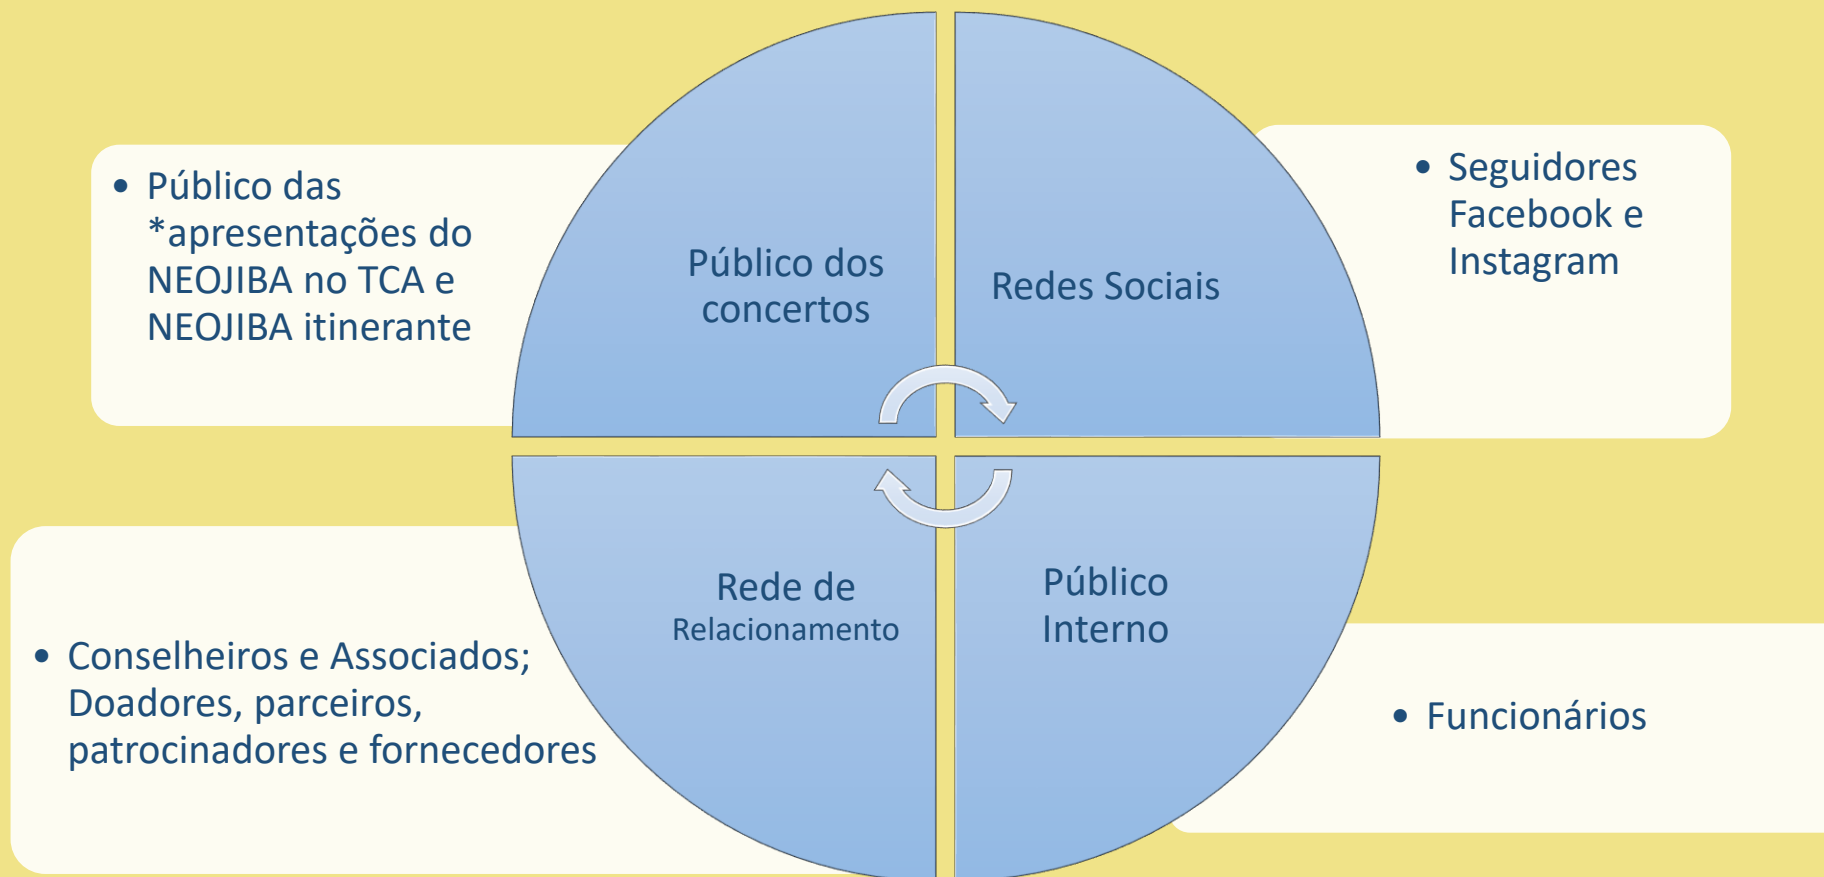 • Público das
*apresentações do
NEOJIBA no TCA e
NEOJIBA itinerante
Público dos
concertos
Redes Sociais
• Seguidores
Facebook e
Instagram
• Conselheiros e Associados;
Doadores, parceiros,
patrocinadores e fornecedores
Rede de
Relacionamento
Público
Interno
• Funcionários